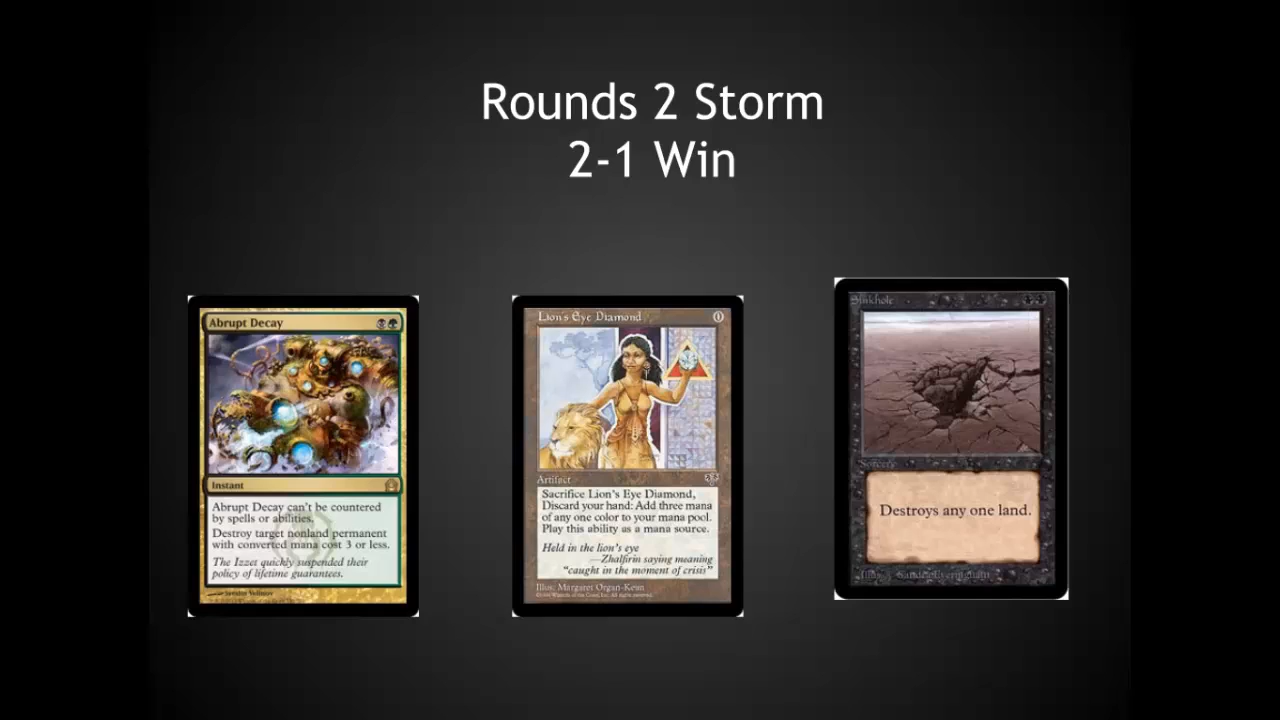 Rounds 2 Storm
2-1 Win
Abrupt Decay
Instant
Abrupt Decay can't be countered
by spells or abilities.
Destroy target nonland permanent
with converted mana cost 3 or less.
The Izzet quickly suspended their
policy of lifetime guarantees.
Lion's Eye Diamond
0
Artifact
Sacrifice Lion's Eye Diamond,
Discard your hand: Add three mana
of any one color to your mana pool.
Play this ability as a mana source.
Held in the lion's eye
—Zhalfirin saying meaning
"caught in the moment of crisis"
Illus. Margaret Organ-Kean
Sinkhole
Sorcery
Destroys any one land.
Illus.